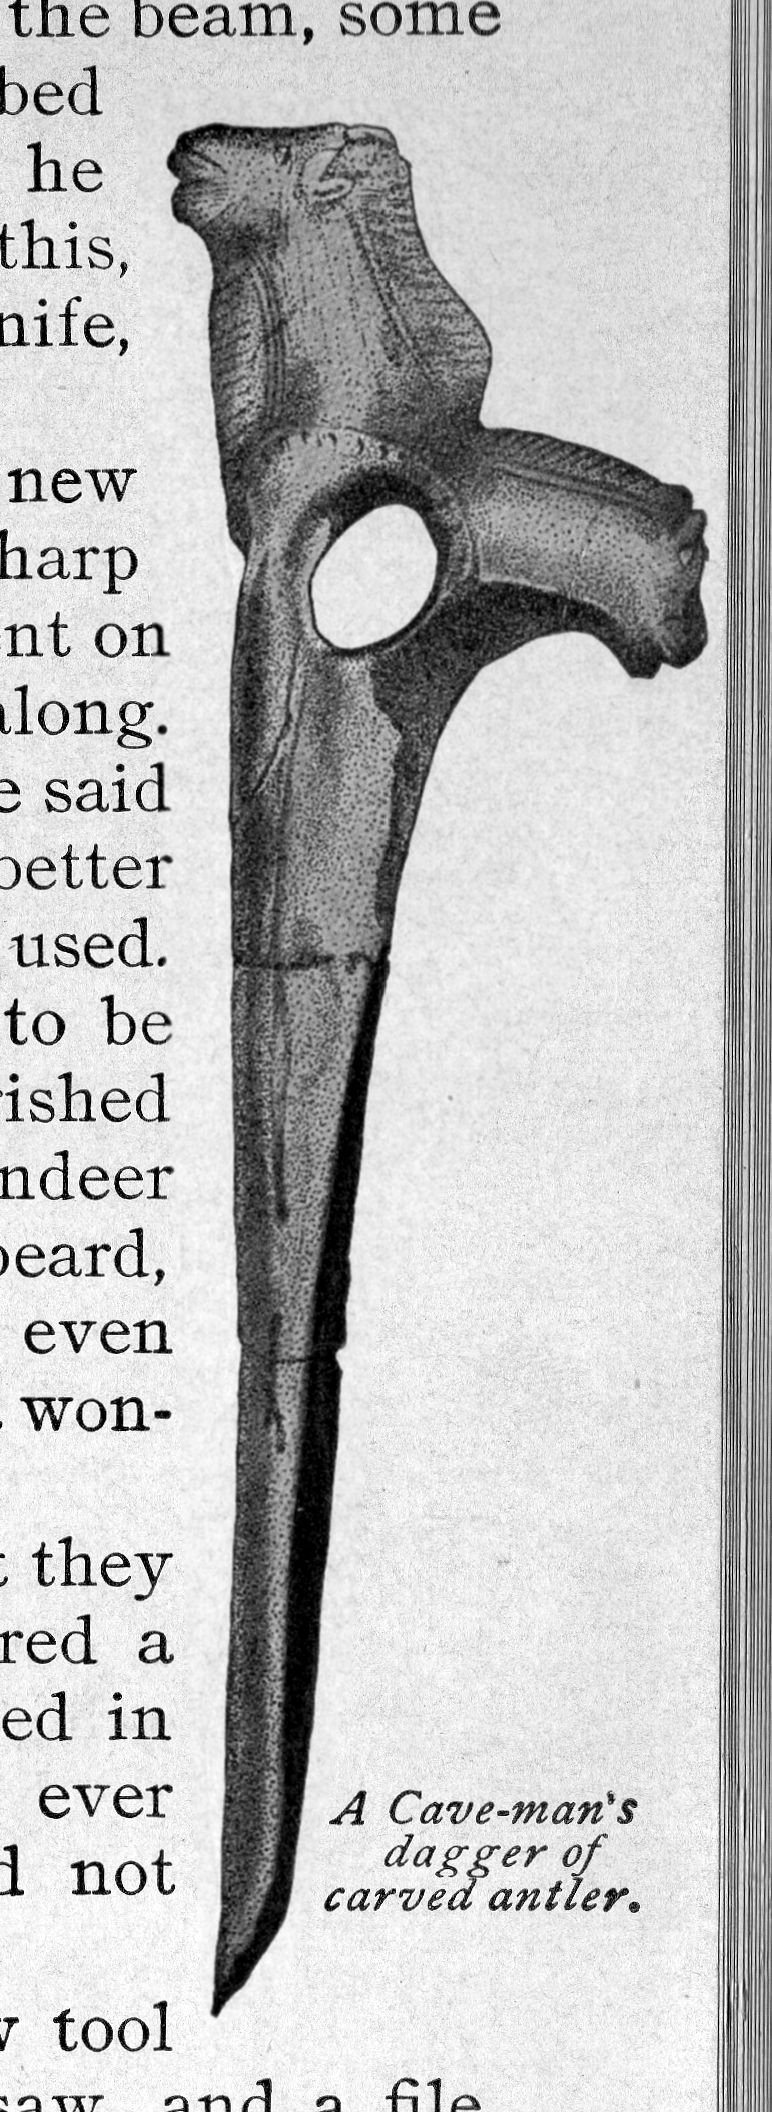 the beam, some
bed
he
this,
nife,
new
harp
nt on
along.
e said
better
used.
to be
rished
ndeer
beard,
even
won-
t they
red a
ed in
ever
d not
A Cave-man's
dagger of
carved antler.
w tool
saw, and a file